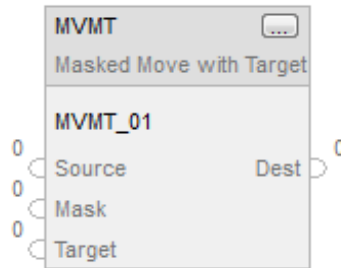 MVMT ...
Masked Move with Target
MVMT_01
0 0
Source Dest
0
Mask
0
Target